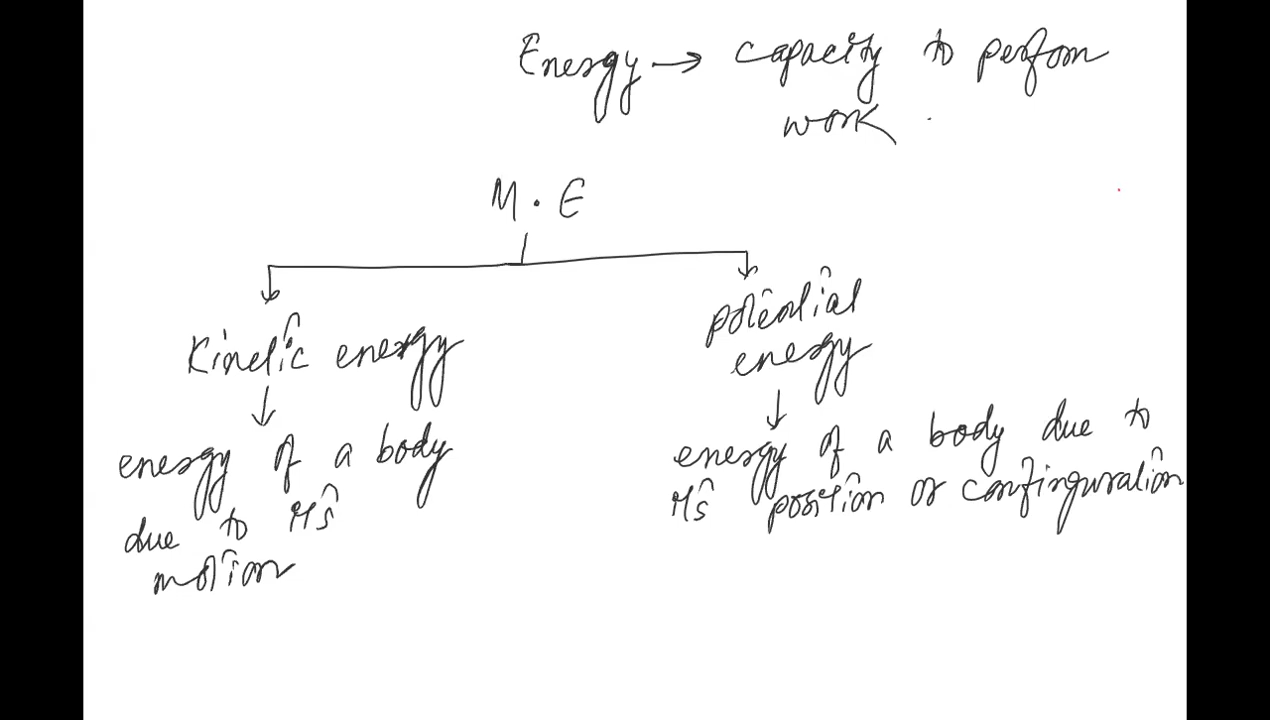 Energy → capacity to perform
work.
M.E
Kinetic energy
↓
energy of a body
due to its
motion
potential
energy
↓
energy of a body due to
its position or confinguration